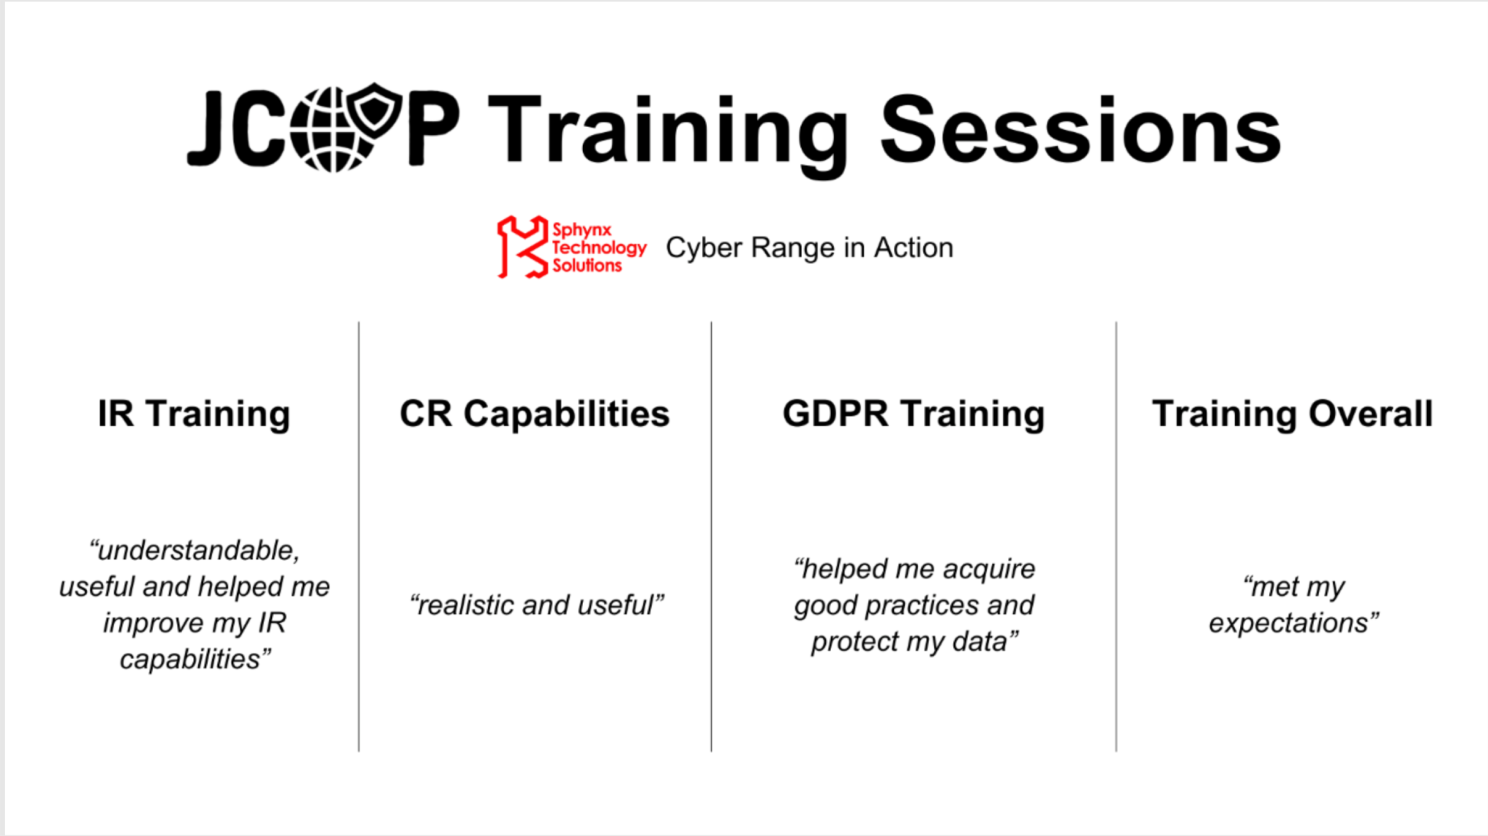 JCOP Training Sessions
Sphynx
Technology
Solutions
Cyber Range in Action
IR Training
“understandable,
useful and helped me
improve my IR
capabilities”
CR Capabilities
“realistic and useful”
GDPR Training
“helped me acquire
good practices and
protect my data”
Training Overall
“met my
expectations”